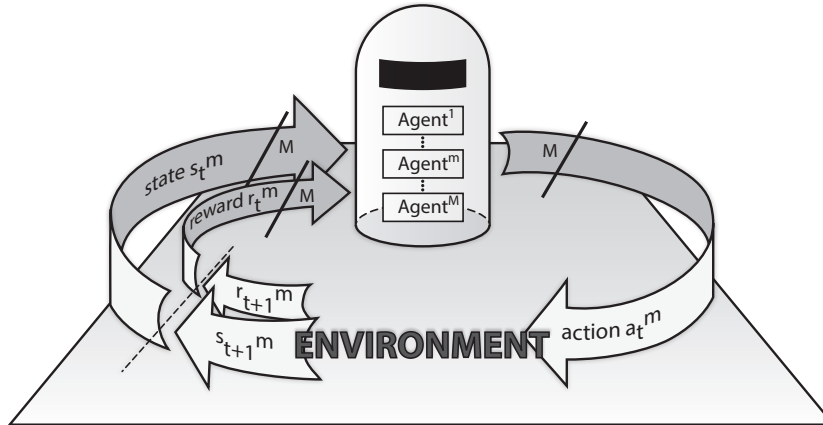 Agent¹
Agentᵐ
Agentᴹ
M
state sₜᵐ
M
reward rₜᵐ
M
rₜ₊₁ᵐ
sₜ₊₁ᵐ
ENVIRONMENT
action aₜᵐ